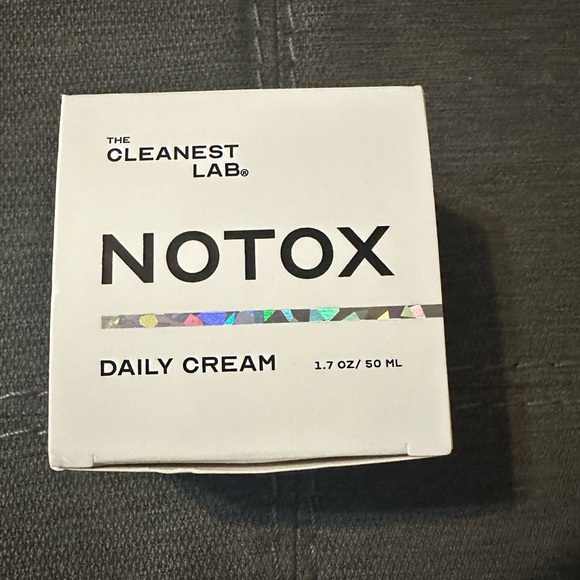 THE
CLEANEST
LAB®
NOTOX
DAILY CREAM 1.7 OZ/ 50 ML